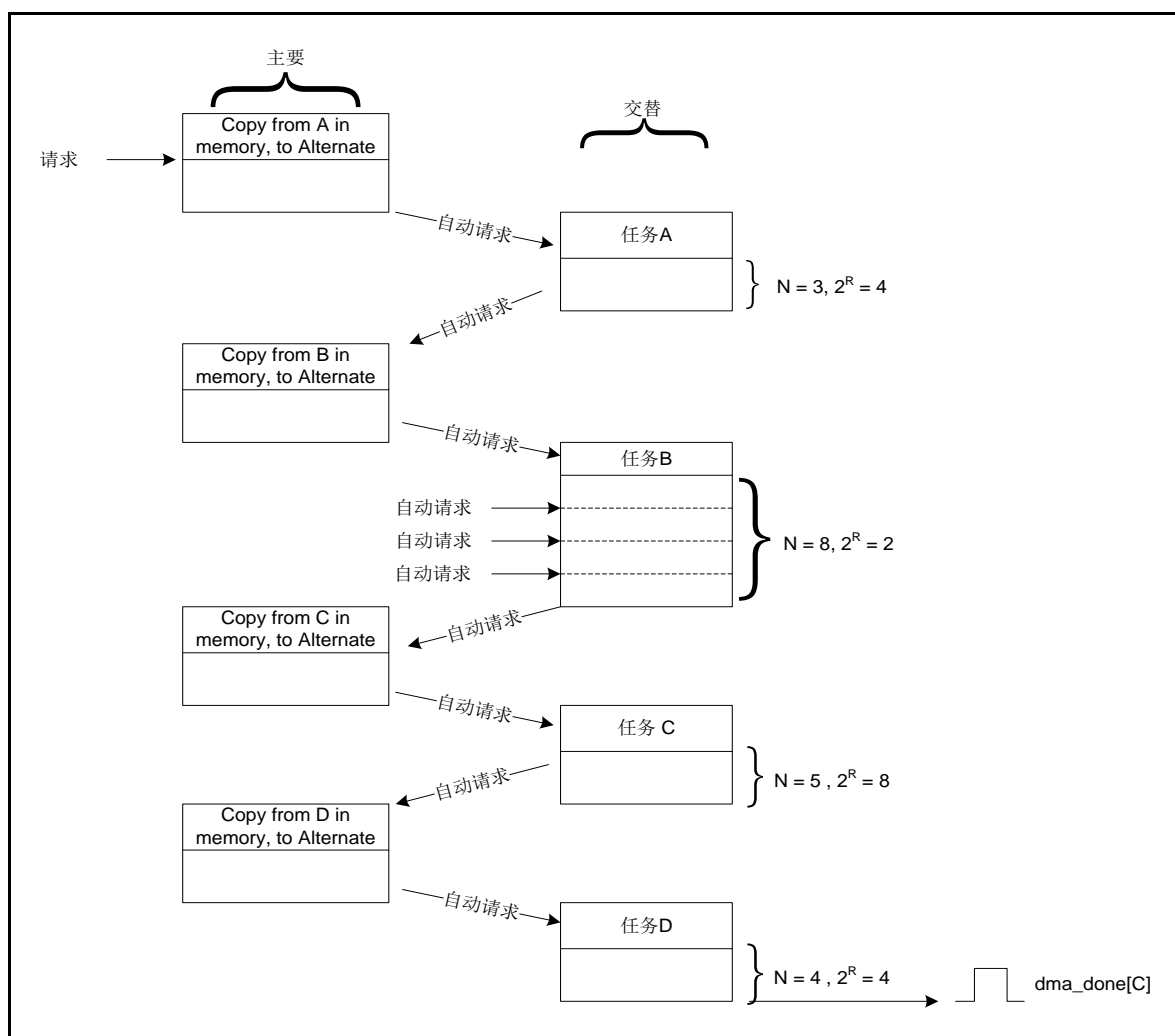 主要
交替
Copy from A in
memory, to Alternate
请求
自动请求
任务A
N = 3, 2^R = 4
自动请求
Copy from B in
memory, to Alternate
自动请求
任务B
自动请求
自动请求
自动请求
N = 8, 2^R = 2
Copy from C in
memory, to Alternate
自动请求
自动请求
任务 C
N = 5 , 2^R = 8
自动请求
Copy from D in
memory, to Alternate
自动请求
任务D
N = 4 , 2^R = 4
dma_done[C]